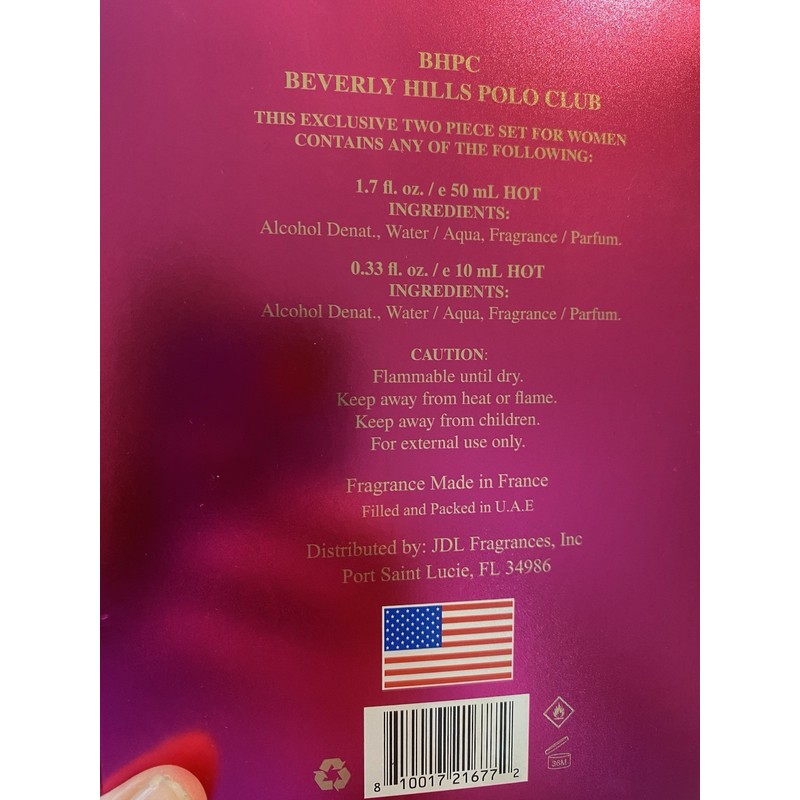 BHPC
BEVERLY HILLS POLO CLUB
THIS EXCLUSIVE TWO PIECE SET FOR WOMEN
CONTAINS ANY OF THE FOLLOWING:
1.7 fl. oz. / e 50 mL HOT
INGREDIENTS:
Alcohol Denat., Water / Aqua, Fragrance / Parfum.
0.33 fl. oz. / e 10 mL HOT
INGREDIENTS:
Alcohol Denat., Water / Aqua, Fragrance / Parfum.
CAUTION:
Flammable until dry.
Keep away from heat or flame.
Keep away from children.
For external use only.
Fragrance Made in France
Filled and Packed in U.A.E
Distributed by: JDL Fragrances, Inc
Port Saint Lucie, FL 34986
36M
8 10017 21677 2